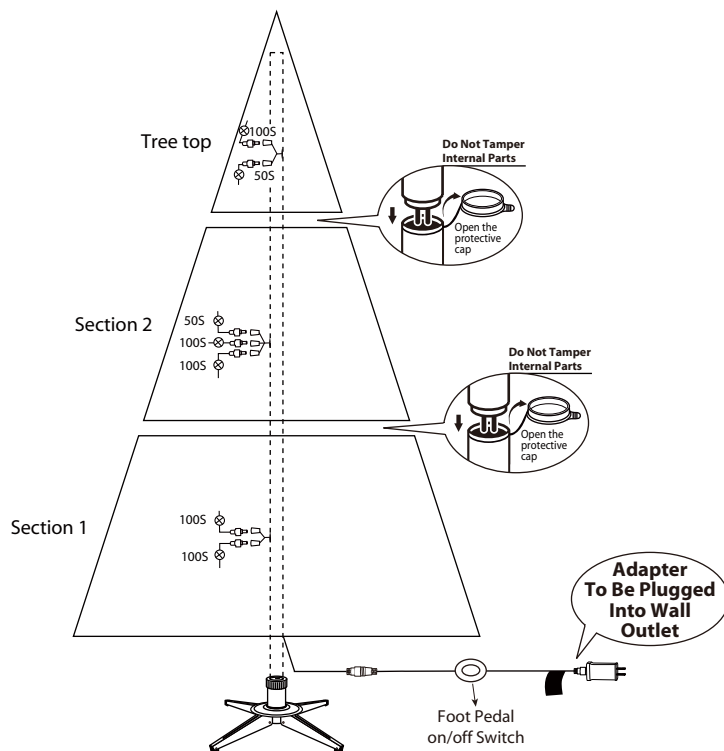 Tree top
100S
50S
Do Not Tamper
Internal Parts
Open the
protective
cap
Section 2
50S
100S
100S
Do Not Tamper
Internal Parts
Open the
protective
cap
Section 1
100S
100S
Adapter
To Be Plugged
Into Wall
Outlet
Foot Pedal
on/off Switch